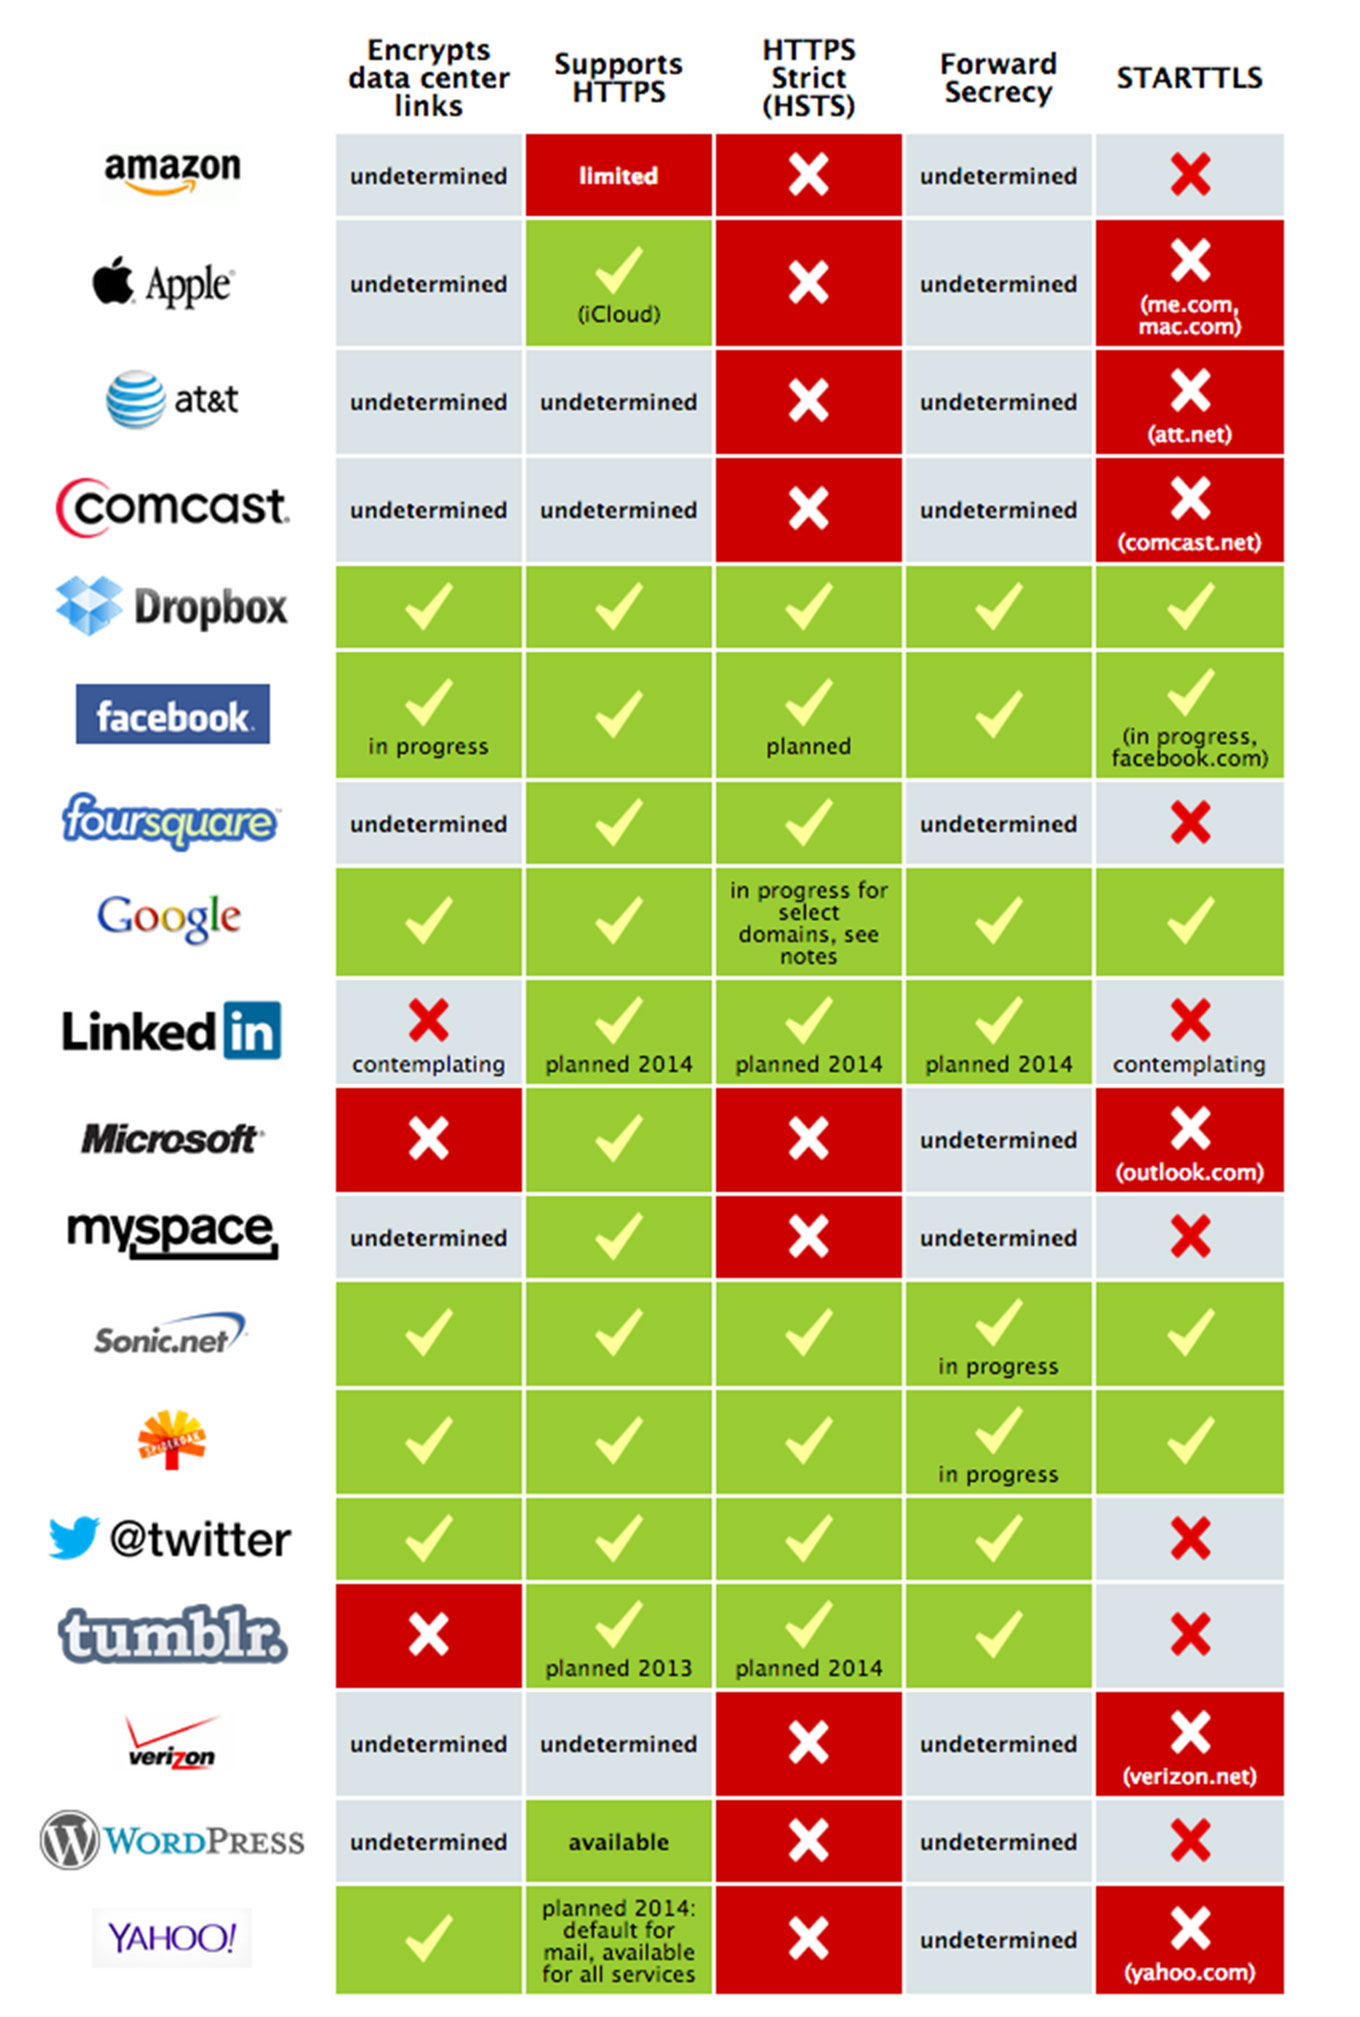 Encrypts
data center
links
Supports
HTTPS
HTTPS
Strict
(HSTS)
Forward
Secrecy
STARTTLS
amazon
undetermined
limited
undetermined
Apple
undetermined
(iCloud)
undetermined
(me.com,
mac.com)
at&t
undetermined
undetermined
undetermined
(att.net)
comcast.
undetermined
undetermined
undetermined
(comcast.net)
Dropbox
facebook.
in progress
planned
(in progress,
facebook.com)
foursquare
undetermined
undetermined
Google
in progress for
select
domains, see
notes
Linked in
contemplating
planned 2014
planned 2014
planned 2014
contemplating
Microsoft
undetermined
(outlook.com)
myspace
undetermined
undetermined
Sonic.net
in progress
SPIDEROAK
in progress
@twitter
tumblr.
planned 2013
planned 2014
verizon
undetermined
undetermined
undetermined
(verizon.net)
WORDPRESS
undetermined
available
undetermined
YAHOO!
planned 2014:
default for
mail, available
for all services
undetermined
(yahoo.com)